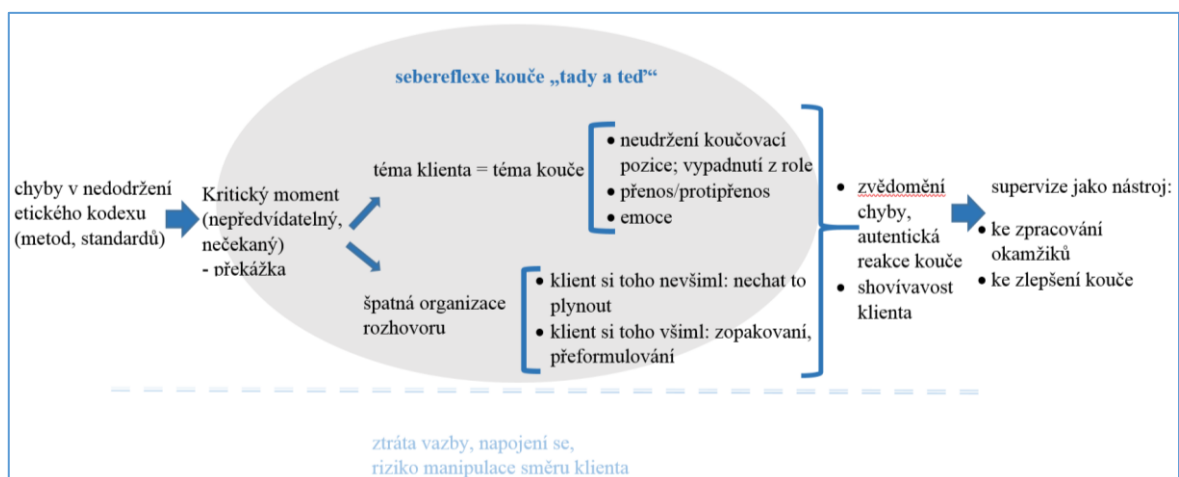 sebereflexe kouče „tady a teď“
chyby v nedodržení
etického kodexu
(metod, standardů)
Kritický moment
(nepředvídatelný,
nečekaný)
- překážka
téma klienta = téma kouče
• neudržení koučovací
pozice; vypadnutí z role
• přenos/protipřenos
• emoce
špatná organizace
rozhovoru
• klient si toho nevšiml: nechat to
plynout
• klient si toho všiml: zopakovaní,
přeformulování
• zvědomění
chyby,
autentická
reakce kouče
• shovívavost
klienta
supervize jako nástroj:
• ke zpracování
okamžiků
• ke zlepšení kouče
ztráta vazby, napojení se,
riziko manipulace směru klienta